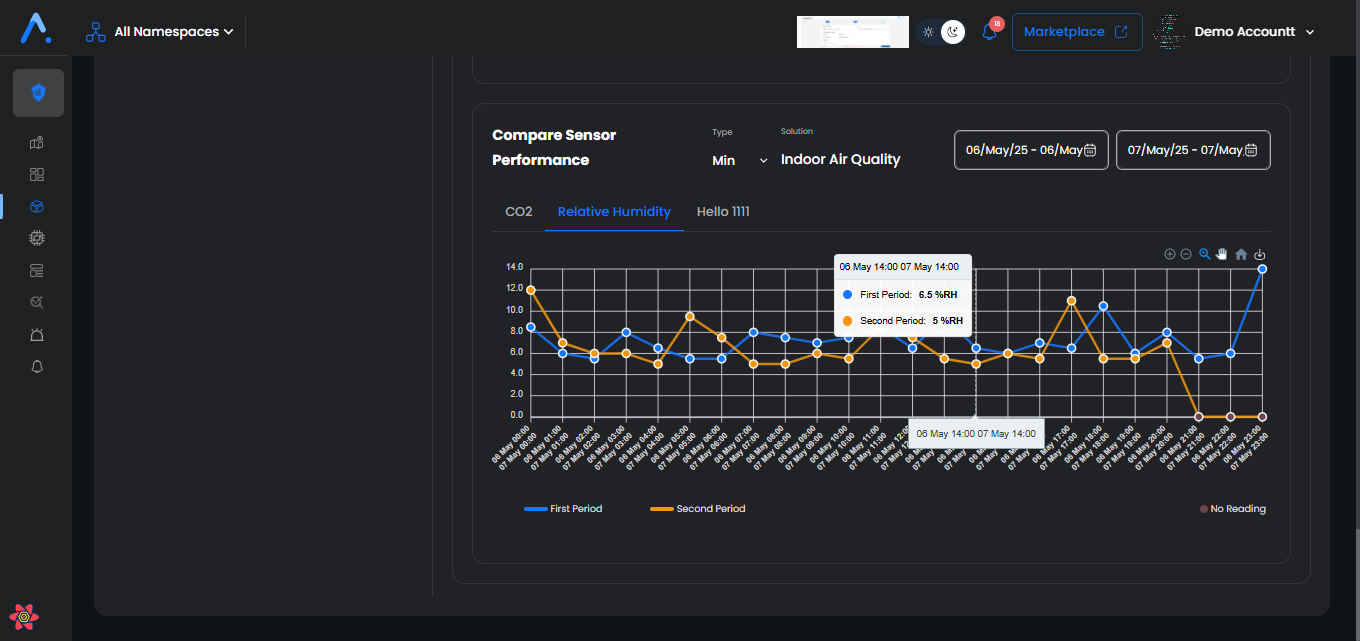 All Namespaces
18
Marketplace
Demo Accountt
Compare Sensor
Performance
Type
Min
Solution
Indoor Air Quality
06/May/25 - 06/May
07/May/25 - 07/May
CO2
Relative Humidity
Hello 1111
14.0
12.0
10.0
8.0
6.0
4.0
2.0
0.0
06 May 14:00 07 May 14:00
First Period: 6.5 %RH
Second Period: 5 %RH
06 May 14:00 07 May 14:00
06 May 00:00
07 May 00:00
06 May 01:00
07 May 01:00
06 May 02:00
07 May 02:00
06 May 03:00
07 May 03:00
06 May 04:00
07 May 04:00
06 May 05:00
07 May 05:00
06 May 06:00
07 May 06:00
06 May 07:00
07 May 07:00
06 May 08:00
07 May 08:00
06 May 09:00
07 May 09:00
06 May 10:00
07 May 10:00
06 May 11:00
07 May 11:00
06 May 12:00
07 May 12:00
06 May 17:00
07 May 17:00
06 May 18:00
07 May 18:00
06 May 19:00
07 May 19:00
06 May 20:00
07 May 20:00
06 May 21:00
07 May 21:00
06 May 22:00
07 May 22:00
06 May 23:00
07 May 23:00
First Period
Second Period
No Reading